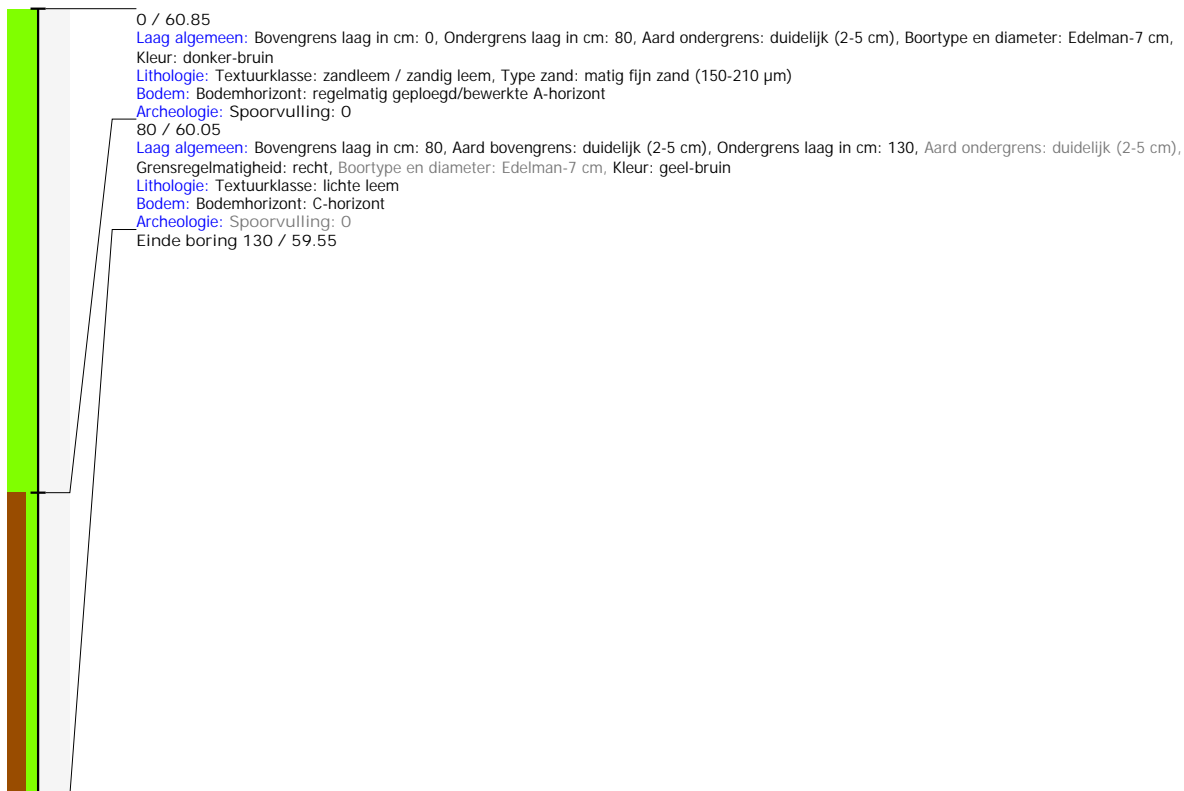 0 / 60.85
Laag algemeen: Bovengrens laag in cm: 0, Ondergrens laag in cm: 80, Aard ondergrens: duidelijk (2-5 cm), Boortype en diameter: Edelman-7 cm,
Kleur: donker-bruin
Lithologie: Textuurklasse: zandleem / zandig leem, Type zand: matig fijn zand (150-210 µm)
Bodem: Bodemhorizont: regelmatig geploegd/bewerkte A-horizont
Archeologie: Spoorvulling: 0
80 / 60.05
Laag algemeen: Bovengrens laag in cm: 80, Aard bovengrens: duidelijk (2-5 cm), Ondergrens laag in cm: 130, Aard ondergrens: duidelijk (2-5 cm),
Grensregelmatigheid: recht, Boortype en diameter: Edelman-7 cm, Kleur: geel-bruin
Lithologie: Textuurklasse: lichte leem
Bodem: Bodemhorizont: C-horizont
Archeologie: Spoorvulling: 0
Einde boring 130 / 59.55